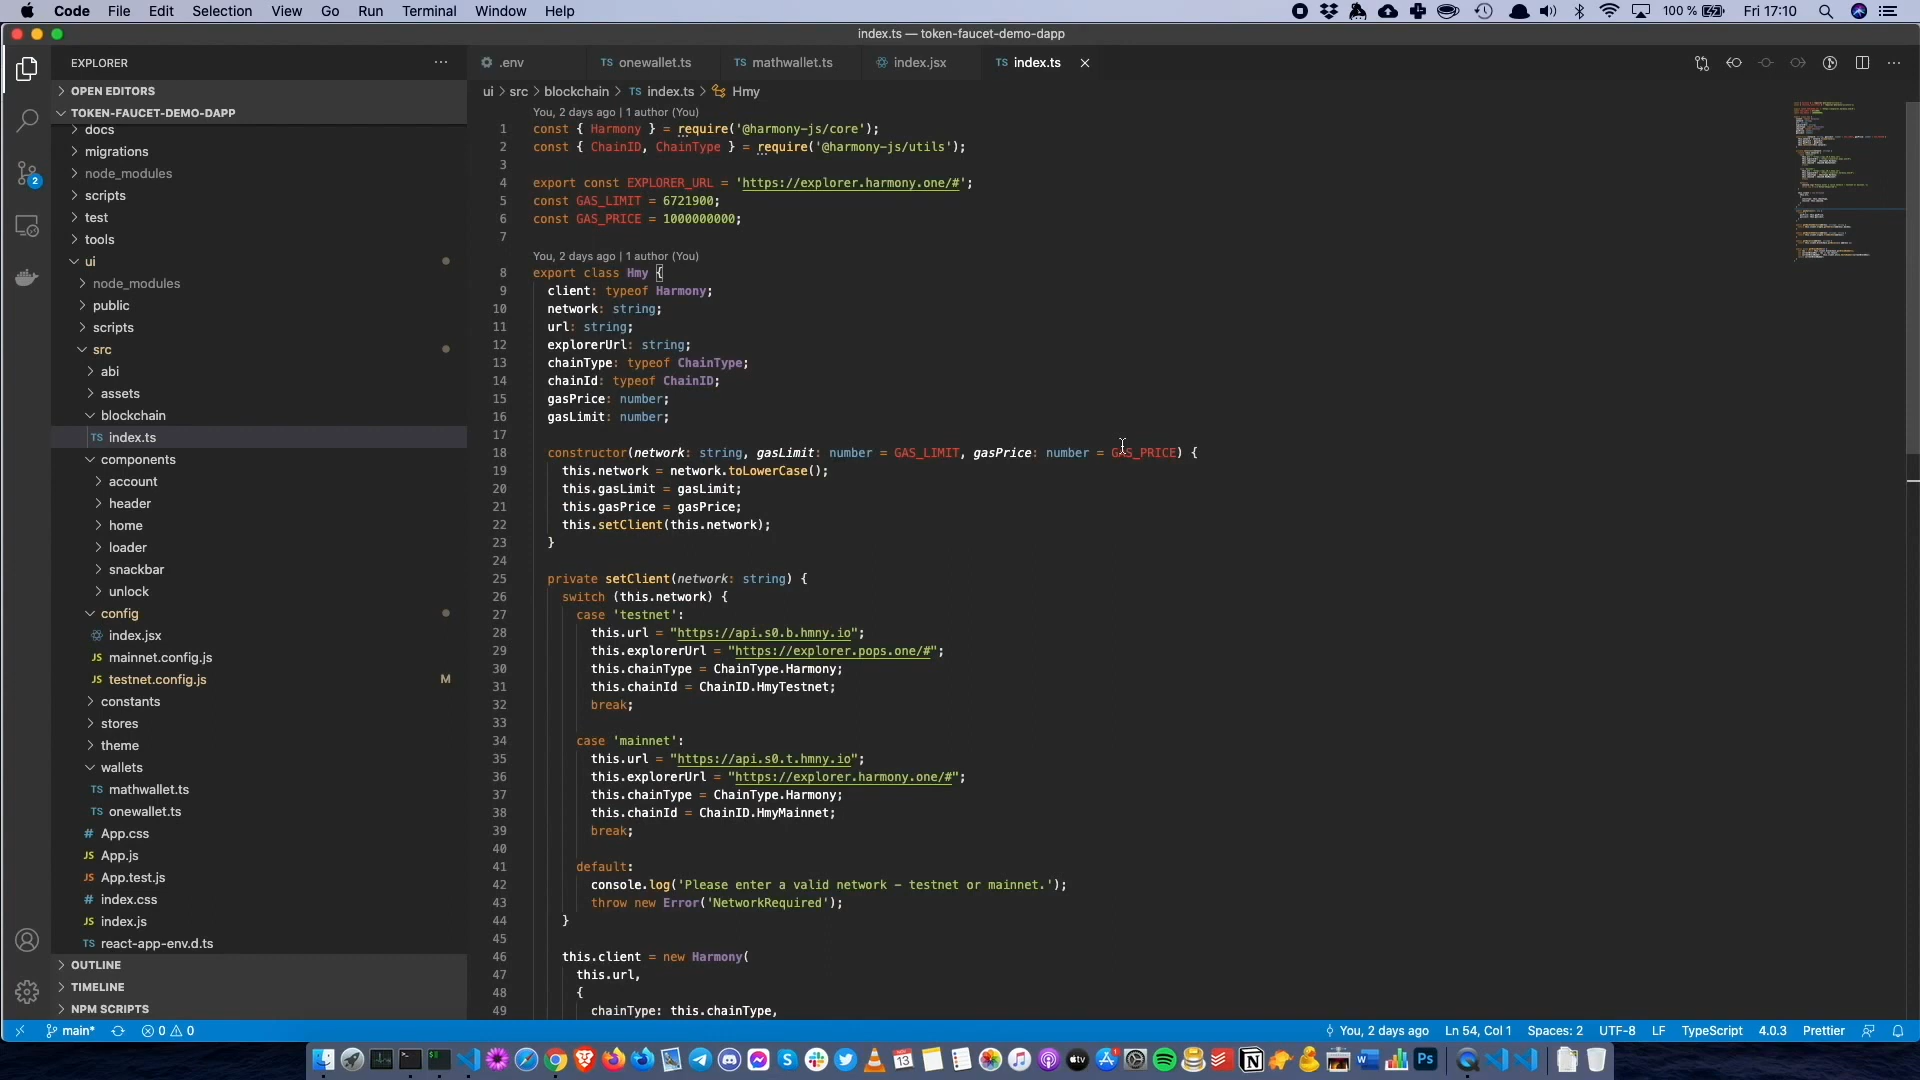 Code File Edit Selection View Go Run Terminal Window Help 100 % Fri 17:10
index.ts — token-faucet-demo-dapp
EXPLORER
.env
TS onewallet.ts
TS mathwallet.ts
index.jsx
TS index.ts
OPEN EDITORS
TOKEN-FAUCET-DEMO-DAPP
docs
migrations
node_modules
scripts
test
tools
ui
node_modules
public
scripts
src
abi
assets
blockchain
TS index.ts
components
account
header
home
loader
snackbar
unlock
config
index.jsx
JS mainnet.config.js
JS testnet.config.js M
constants
stores
theme
wallets
TS mathwallet.ts
TS onewallet.ts
# App.css
JS App.js
JS App.test.js
# index.css
JS index.js
TS react-app-env.d.ts
OUTLINE
TIMELINE
NPM SCRIPTS
2
ui > src > blockchain > TS index.ts > Hmy
You, 2 days ago | 1 author (You)
1 const { Harmony } = require('@harmony-js/core');
2 const { ChainID, ChainType } = require('@harmony-js/utils');
3
4 export const EXPLORER_URL = 'https://explorer.harmony.one/#';
5 const GAS_LIMIT = 6721900;
6 const GAS_PRICE = 1000000000;
7
You, 2 days ago | 1 author (You)
8 export class Hmy {
9 client: typeof Harmony;
10 network: string;
11 url: string;
12 explorerUrl: string;
13 chainType: typeof ChainType;
14 chainId: typeof ChainID;
15 gasPrice: number;
16 gasLimit: number;
17
18 constructor(network: string, gasLimit: number = GAS_LIMIT, gasPrice: number = GAS_PRICE) {
19 this.network = network.toLowerCase();
20 this.gasLimit = gasLimit;
21 this.gasPrice = gasPrice;
22 this.setClient(this.network);
23 }
24
25 private setClient(network: string) {
26 switch (this.network) {
27 case 'testnet':
28 this.url = "https://api.s0.b.hmny.io";
29 this.explorerUrl = "https://explorer.pops.one/#";
30 this.chainType = ChainType.Harmony;
31 this.chainId = ChainID.HmyTestnet;
32 break;
33
34 case 'mainnet':
35 this.url = "https://api.s0.t.hmny.io";
36 this.explorerUrl = "https://explorer.harmony.one/#";
37 this.chainType = ChainType.Harmony;
38 this.chainId = ChainID.HmyMainnet;
39 break;
40
41 default:
42 console.log('Please enter a valid network – testnet or mainnet.');
43 throw new Error('NetworkRequired');
44 }
45
46 this.client = new Harmony(
47 this.url,
48 {
49 chainType: this.chainType,
main* 0 0 You, 2 days ago Ln 54, Col 1 Spaces: 2 UTF-8 LF TypeScript 4.0.3 Prettier